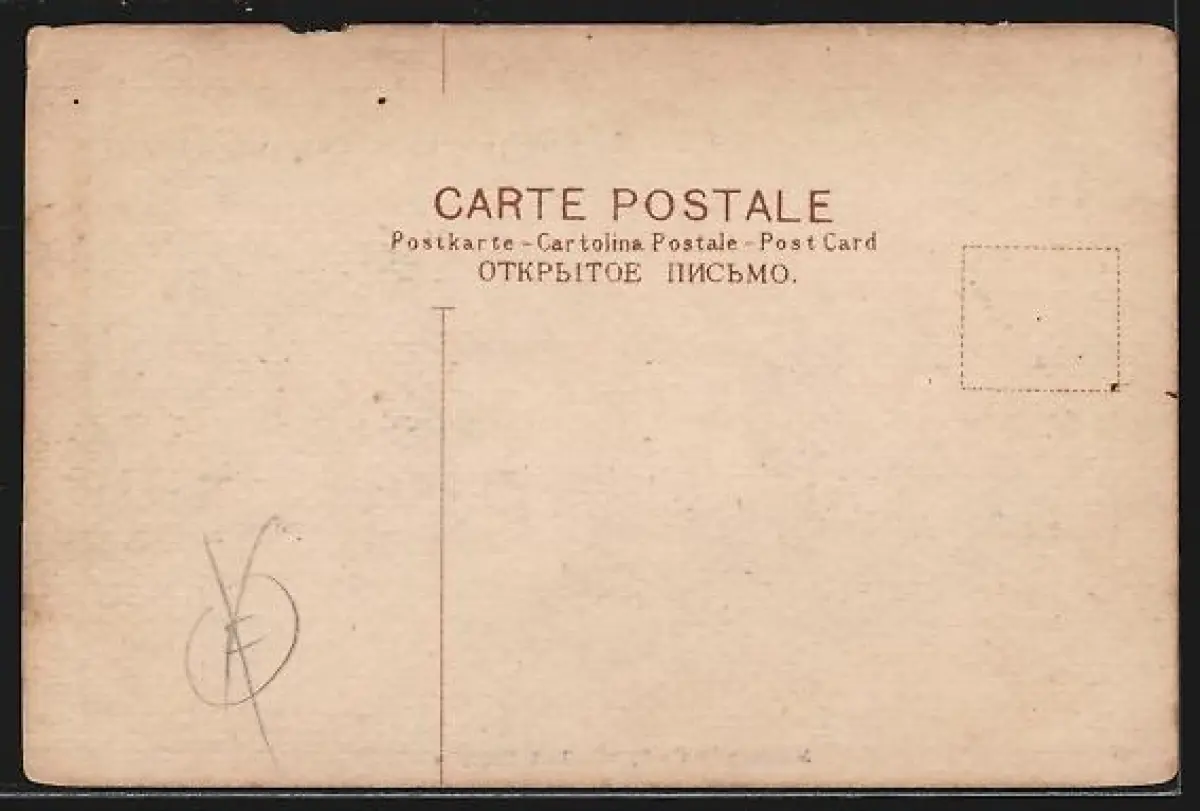 CARTE POSTALE
Postkarte - Cartolina Postale - Post Card
ОТКРЫТОЕ ПИСЬМО.
F